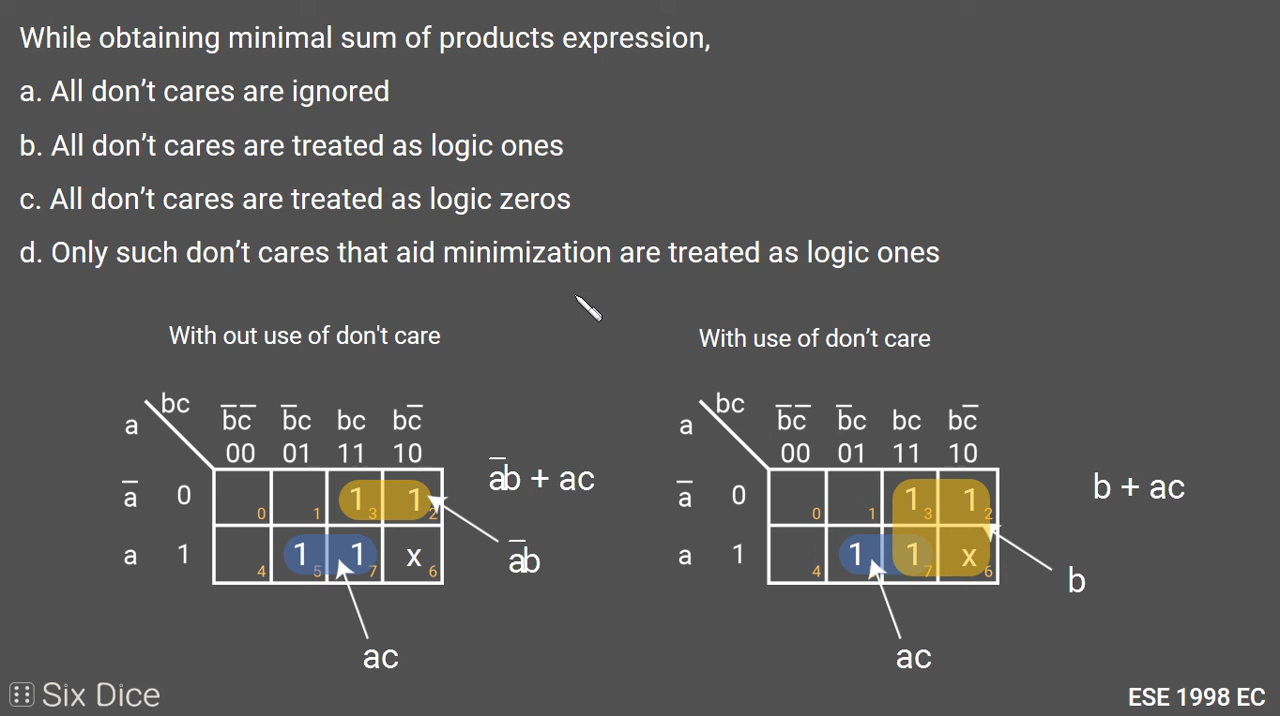 While obtaining minimal sum of products expression,
a. All don’t cares are ignored
b. All don’t cares are treated as logic ones
c. All don’t cares are treated as logic zeros
d. Only such don’t cares that aid minimization are treated as logic ones
With out use of don't care
a bc b̅c̅ b̅c bc bc̅
00 01 11 10
a̅ 0 0 1 1 3 1 2
a 1 4 1 5 1 7 x 6
a̅b + ac
a̅b
ac
With use of don’t care
a bc b̅c̅ b̅c bc bc̅
00 01 11 10
a̅ 0 0 1 1 3 1 2
a 1 4 1 1 7 x 6
b + ac
b
ac
Six Dice
ESE 1998 EC